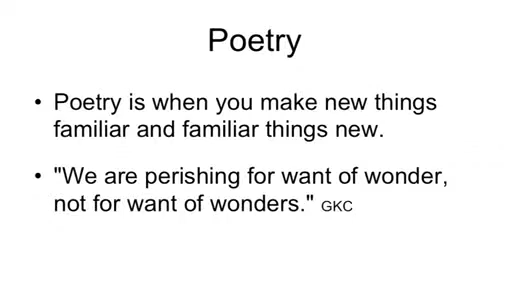 Poetry
• Poetry is when you make new things
familiar and familiar things new.
• "We are perishing for want of wonder,
not for want of wonders." GKC